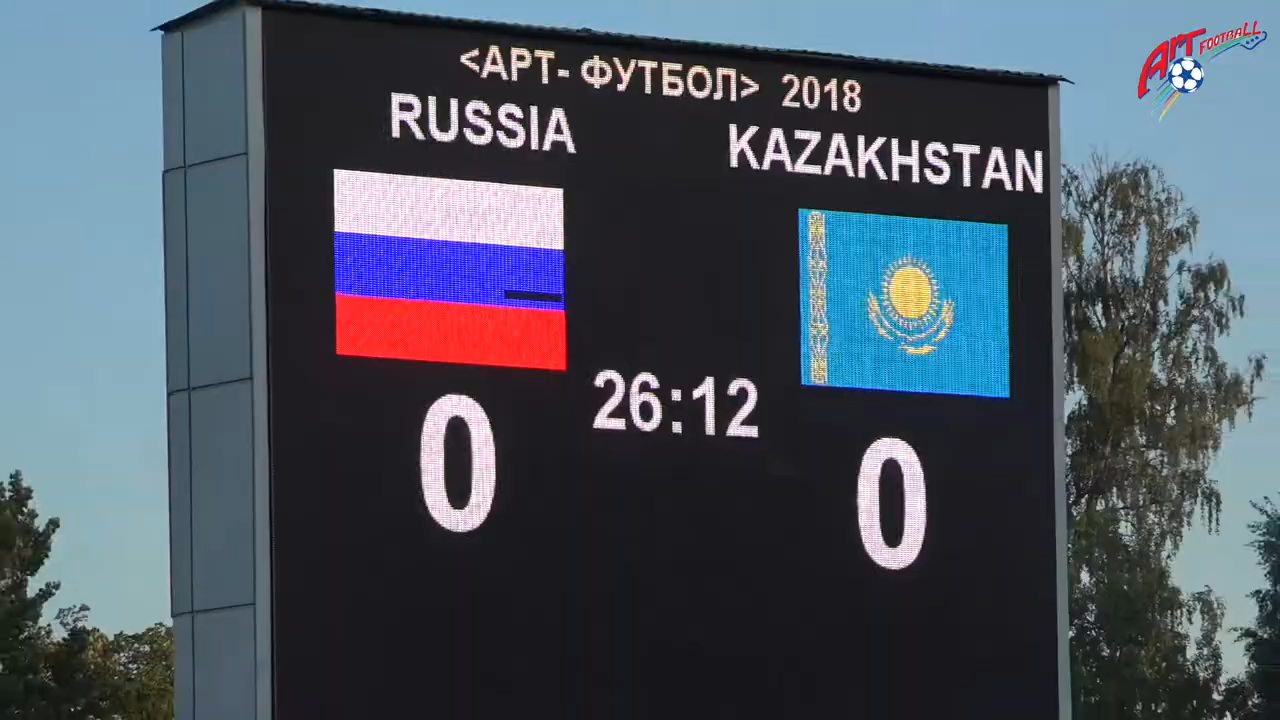 <АРТ- ФУТБОЛ> 2018
RUSSIA
KAZAKHSTAN
26:12
0
0
АРТ FOOTBALL